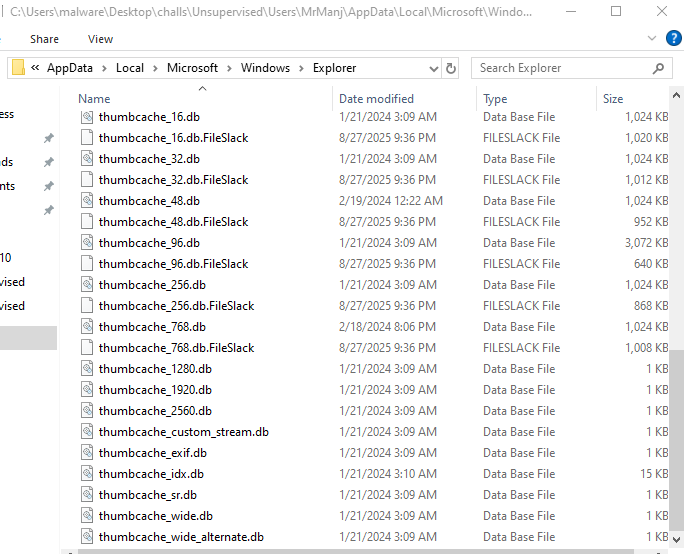 C:\Users\malware\Desktop\challs\Unsupervised\Users\MrManj\AppData\Local\Microsoft\Windo...
Share View
« AppData > Local > Microsoft > Windows > Explorer Search Explorer
Name Date modified Type Size
thumbcache_16.db 1/21/2024 3:09 AM Data Base File 1,024 KB
thumbcache_16.db.FileSlack 8/27/2025 9:36 PM FILESLACK File 1,020 KB
thumbcache_32.db 1/21/2024 3:09 AM Data Base File 1,024 KB
thumbcache_32.db.FileSlack 8/27/2025 9:36 PM FILESLACK File 1,012 KB
thumbcache_48.db 2/19/2024 12:22 AM Data Base File 1,024 KB
thumbcache_48.db.FileSlack 8/27/2025 9:36 PM FILESLACK File 952 KB
thumbcache_96.db 1/21/2024 3:09 AM Data Base File 3,072 KB
thumbcache_96.db.FileSlack 8/27/2025 9:36 PM FILESLACK File 640 KB
thumbcache_256.db 1/21/2024 3:09 AM Data Base File 1,024 KB
thumbcache_256.db.FileSlack 8/27/2025 9:36 PM FILESLACK File 868 KB
thumbcache_768.db 2/18/2024 8:06 PM Data Base File 1,024 KB
thumbcache_768.db.FileSlack 8/27/2025 9:36 PM FILESLACK File 1,008 KB
thumbcache_1280.db 1/21/2024 3:09 AM Data Base File 1 KB
thumbcache_1920.db 1/21/2024 3:09 AM Data Base File 1 KB
thumbcache_2560.db 1/21/2024 3:09 AM Data Base File 1 KB
thumbcache_custom_stream.db 1/21/2024 3:09 AM Data Base File 1 KB
thumbcache_exif.db 1/21/2024 3:09 AM Data Base File 1 KB
thumbcache_idx.db 1/21/2024 3:10 AM Data Base File 15 KB
thumbcache_sr.db 1/21/2024 3:09 AM Data Base File 1 KB
thumbcache_wide.db 1/21/2024 3:09 AM Data Base File 1 KB
thumbcache_wide_alternate.db 1/21/2024 3:09 AM Data Base File 1 KB
ess
ads
ents
10
vised
vised